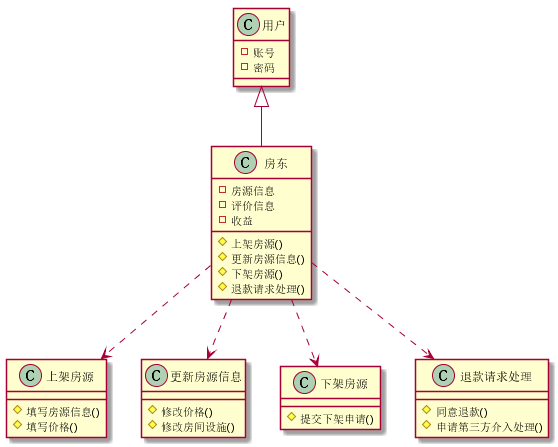 C 用户
账号
密码
C 房东
房源信息
评价信息
收益
上架房源()
更新房源信息()
下架房源()
退款请求处理()
C 上架房源
填写房源信息()
填写价格()
C 更新房源信息
修改价格()
修改房间设施()
C 下架房源
提交下架申请()
C 退款请求处理
同意退款()
申请第三方介入处理()